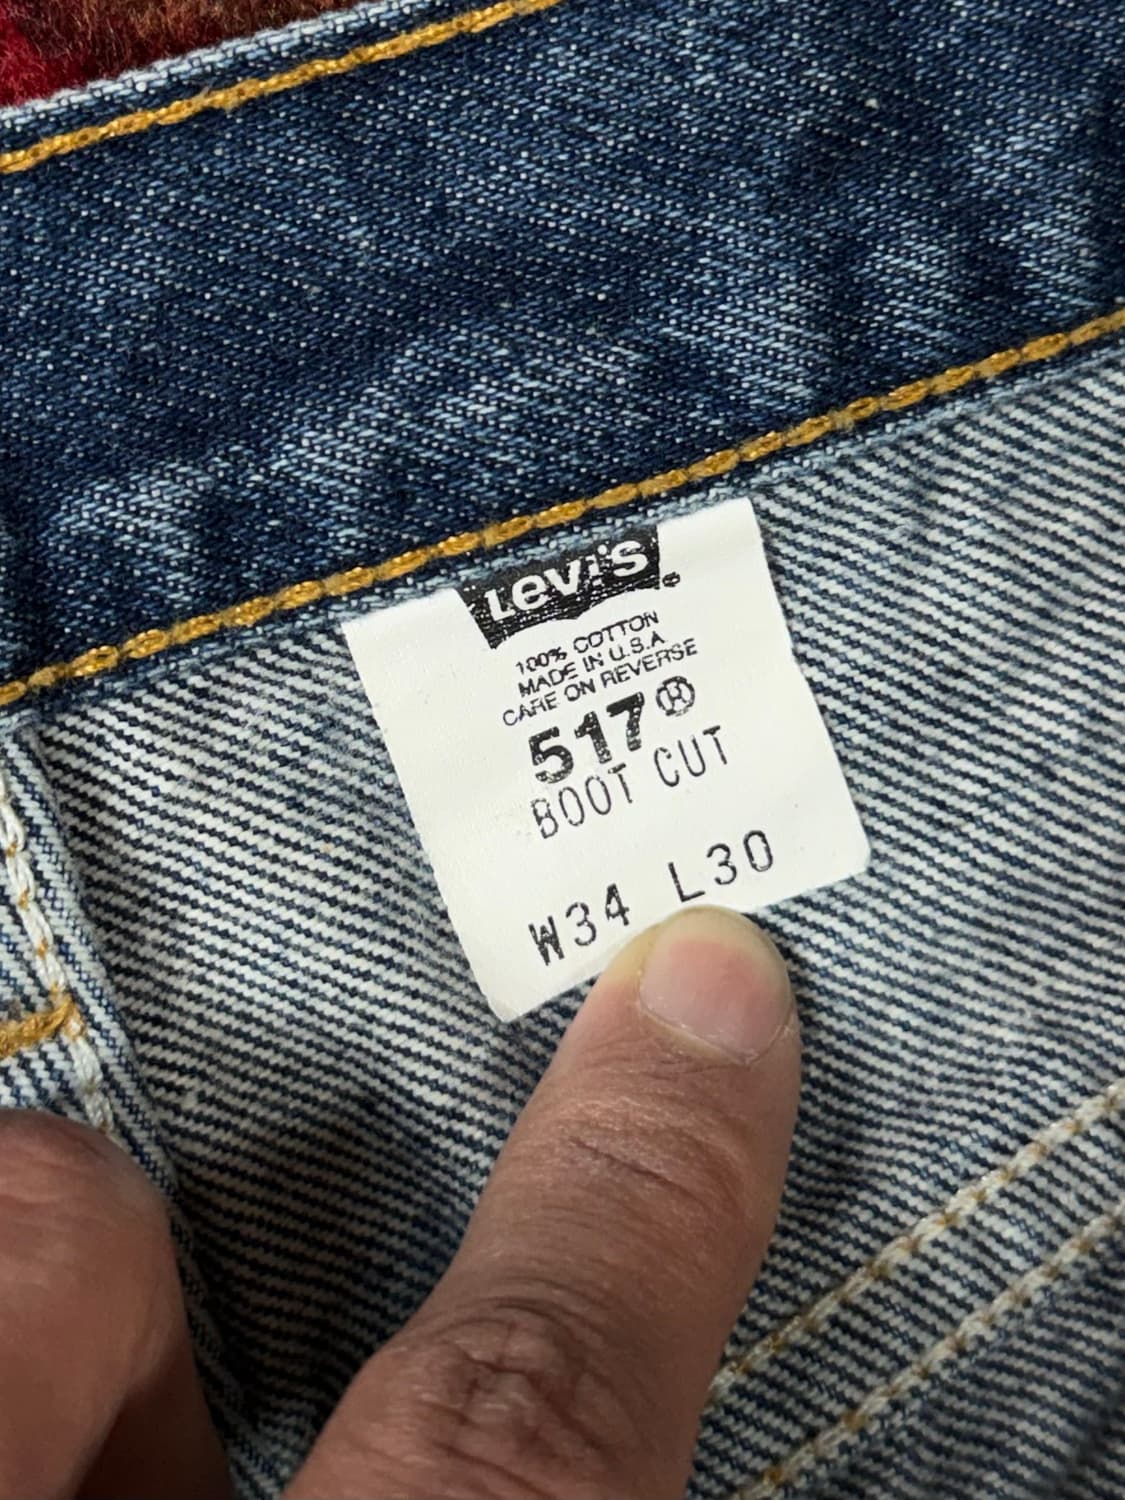 LEVI'S®
100% COTTON
MADE IN U.S.A.
CARE ON REVERSE
517®
BOOT CUT
W34 L30